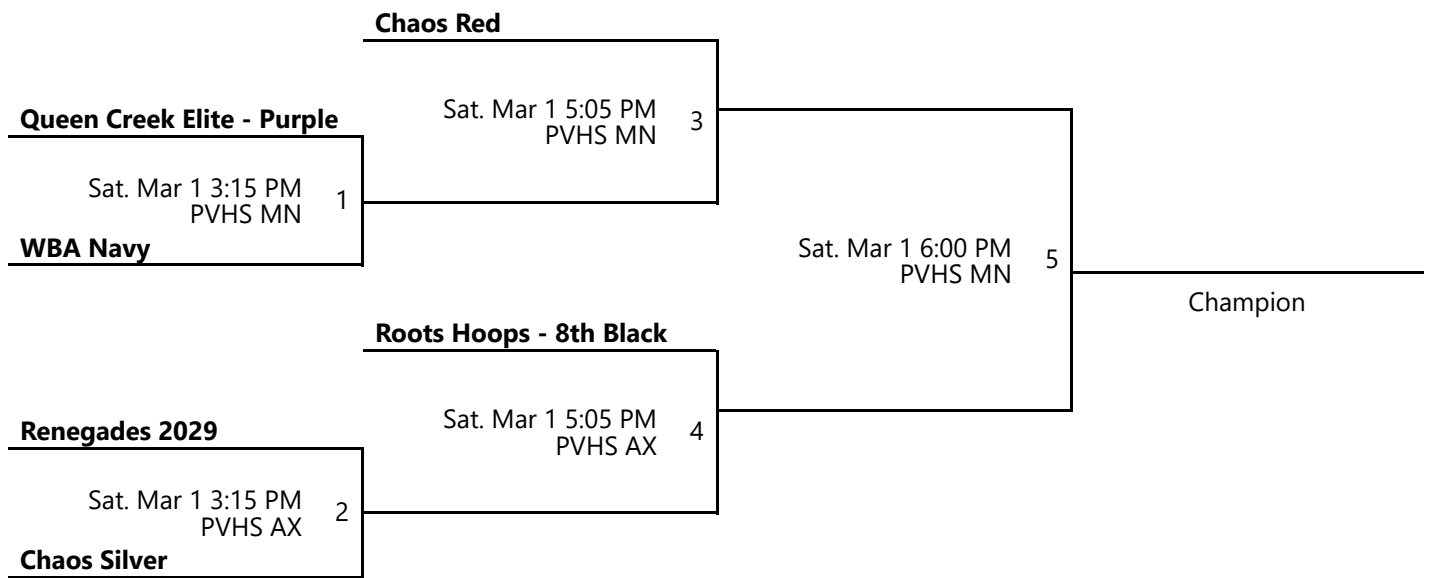 Chaos Red
Sat. Mar 1 5:05 PM
PVHS MN
3
Queen Creek Elite - Purple
Sat. Mar 1 3:15 PM
PVHS MN
1
WBA Navy
Sat. Mar 1 6:00 PM
PVHS MN
5
Champion
Roots Hoops - 8th Black
Sat. Mar 1 5:05 PM
PVHS AX
4
Renegades 2029
Sat. Mar 1 3:15 PM
PVHS AX
2
Chaos Silver